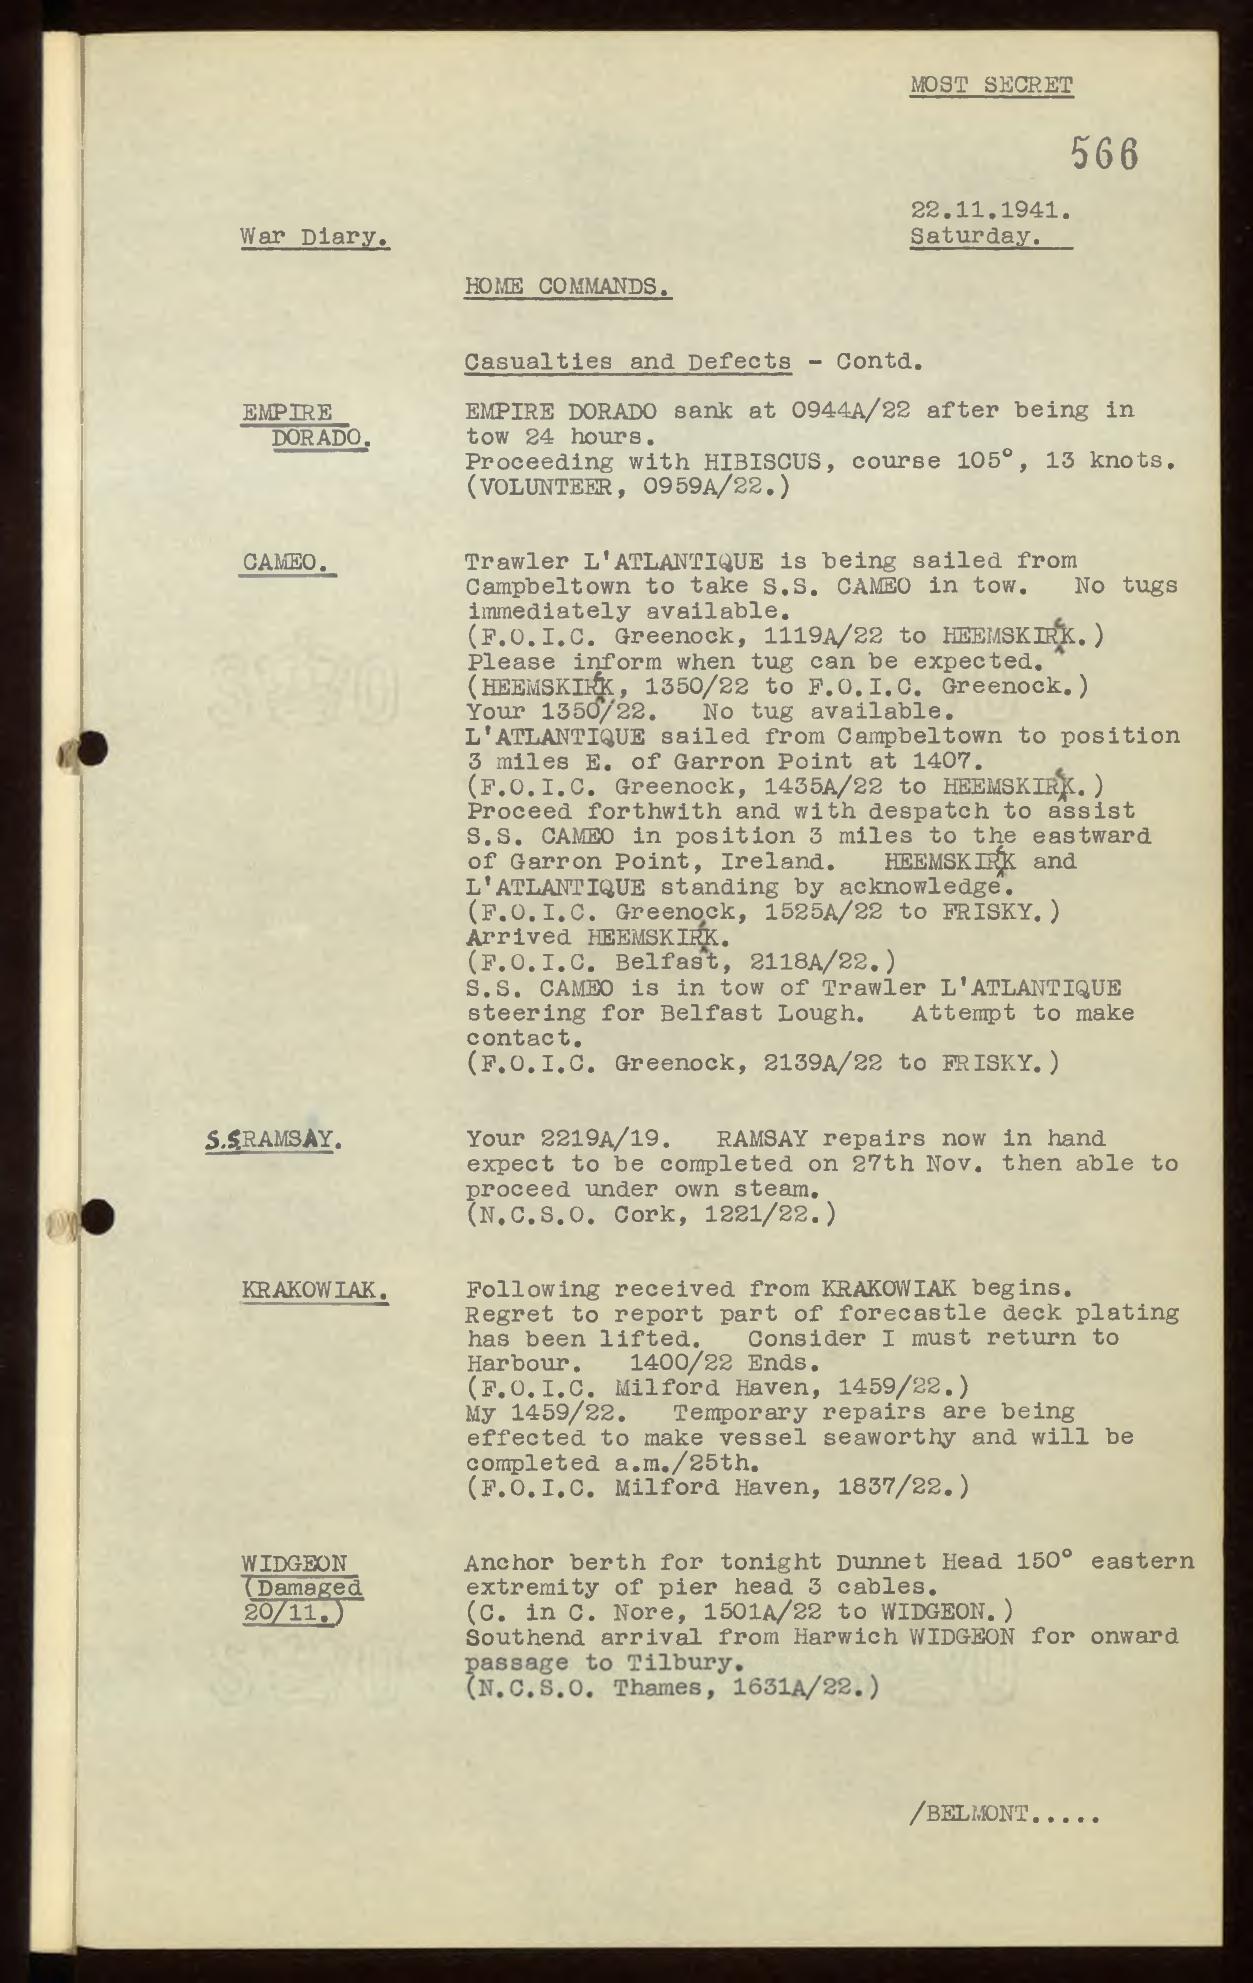 MOST SECRET
566
22.11.1941.
War Diary.
Saturday.
HOME COMMANDS.
Casualties and Defects - Contd.
EMPIRE
DORADO.
EMPIRE DORADO sank at 0944A/22 after being in
tow 24 hours.
Proceeding with HIBISCUS, course 105°, 13 knots.
(VOLUNTEER, 0959A/22.)
CAMEO.
Trawler L'ATLANTIQUE is being sailed from
Campbeltown to take S.S. CAMEO in tow. No tugs
immediately available.
(F.O.I.C. Greenock, 1119A/22 to HEEMSKIRK.)
Please inform when tug can be expected.
(HEEMSKIRK, 1350/22 to F.O.I.C. Greenock.)
Your 1350/22. No tug available.
L'ATLANTIQUE sailed from Campbeltown to position
3 miles E. of Garron Point at 1407.
(F.O.I.C. Greenock, 1435A/22 to HEEMSKIRK.)
Proceed forthwith and with despatch to assist
S.S. CAMEO in position 3 miles to the eastward
of Garron Point, Ireland. HEEMSKIRK and
L'ATLANTIQUE standing by acknowledge.
(F.O.I.C. Greenock, 1525A/22 to FRISKY.)
Arrived HEEMSKIRK.
(F.O.I.C. Belfast, 2118A/22.)
S.S. CAMEO is in tow of Trawler L'ATLANTIQUE
steering for Belfast Lough. Attempt to make
contact.
(F.O.I.C. Greenock, 2139A/22 to FRISKY.)
S.S.RAMSAY.
Your 2219A/19. RAMSAY repairs now in hand
expect to be completed on 27th Nov. then able to
proceed under own steam.
(N.C.S.O. Cork, 1221/22.)
KRAKOWIAK.
Following received from KRAKOWIAK begins.
Regret to report part of forecastle deck plating
has been lifted. Consider I must return to
Harbour. 1400/22 Ends.
(F.O.I.C. Milford Haven, 1459/22.)
My 1459/22. Temporary repairs are being
effected to make vessel seaworthy and will be
completed a.m./25th.
(F.O.I.C. Milford Haven, 1837/22.)
WIDGEON
(Damaged
20/11.)
Anchor berth for tonight Dunnet Head 150° eastern
extremity of pier head 3 cables.
(C. in C. Nore, 1501A/22 to WIDGEON.)
Southend arrival from Harwich WIDGEON for onward
passage to Tilbury.
(N.C.S.O. Thames, 1631A/22.)
/BELMONT.....